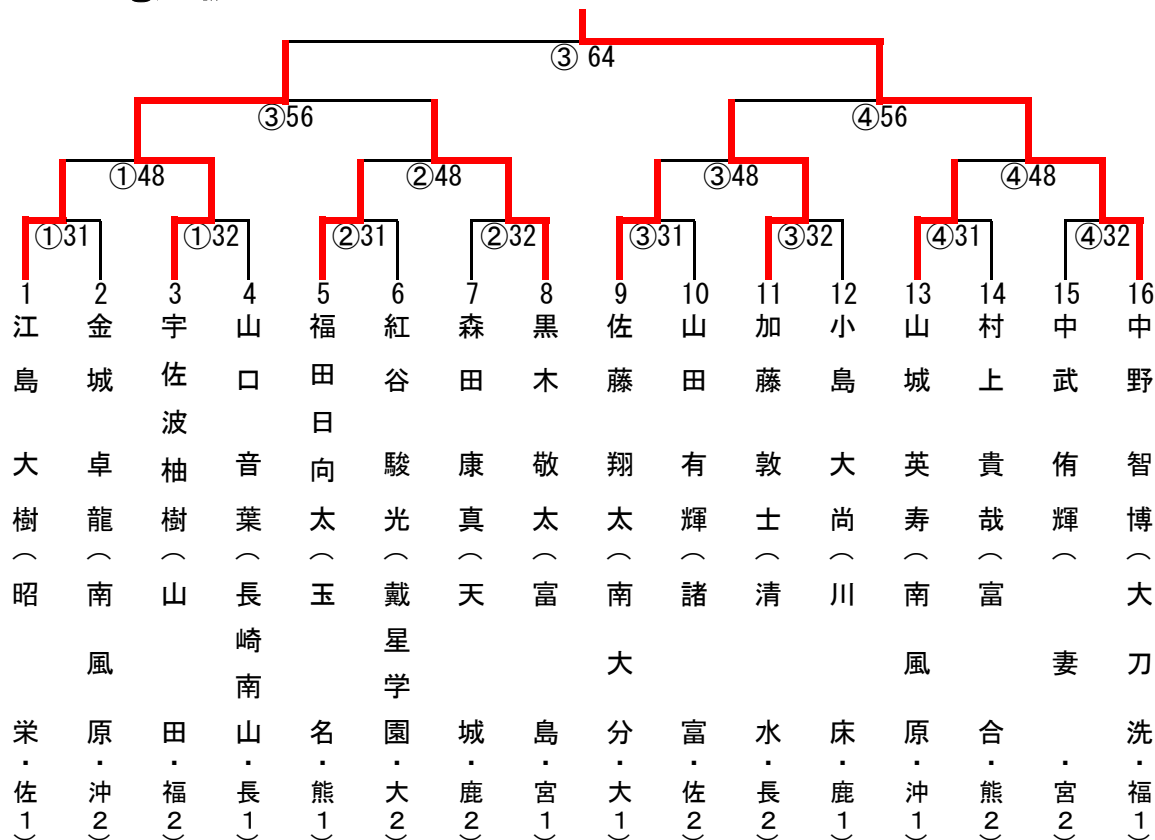 ③ 64
③56
④56
①48
②48
③48
④48
①31
①32
②31
②32
③31
③32
④31
④32
1
2
3
4
5
6
7
8
9
10
11
12
13
14
15
16
江島大樹（昭栄・佐1）
金城卓龍（南風原・沖2）
宇佐波柚樹（山田・福2）
山口音葉（長崎南山・長1）
福田日向太（玉名・熊1）
紅谷駿光（戴星学園・大2）
森田康真（天城・鹿2）
黒木敬太（富島・宮1）
佐藤翔太（南大分・大1）
山田有輝（諸富・佐2）
加藤敦士（清水・長2）
小島大尚（川床・鹿1）
山城英寿（南風原・沖1）
村上貴哉（富合・熊2）
中武侑輝（妻・宮2）
中野智博（大刀洗・福1）